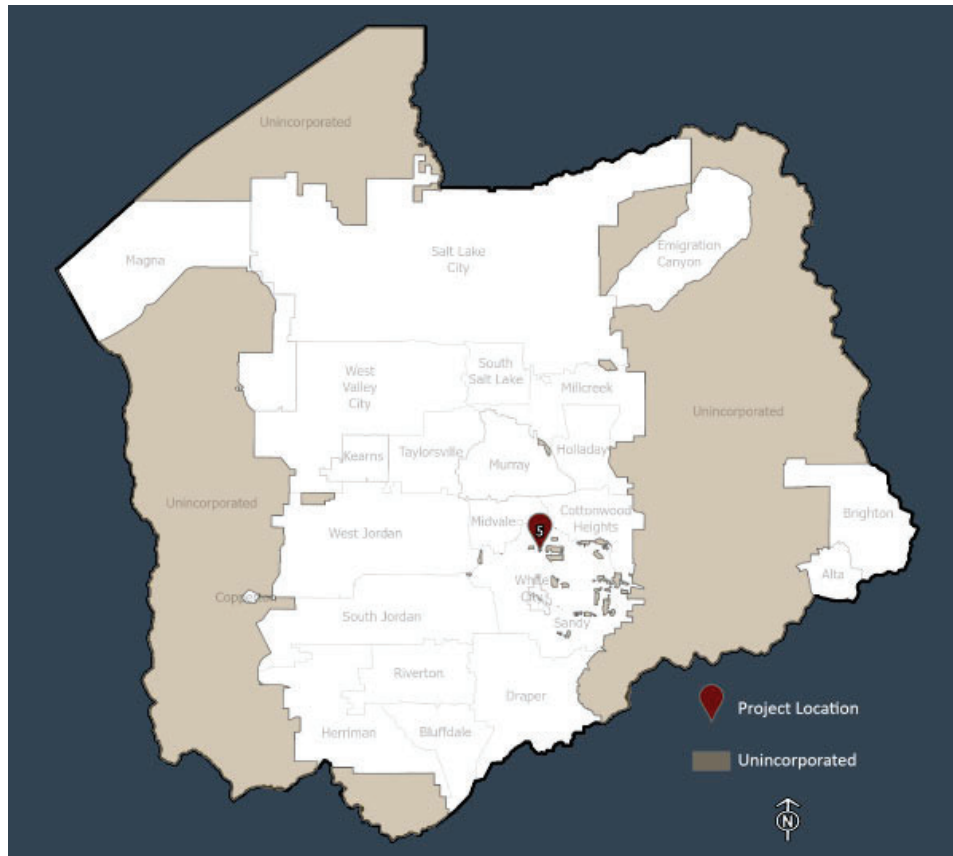 Unincorporated
Magna
Salt Lake
City
Emigration
Canyon
West
Valley
City
South
Salt Lake
Millcreek
Unincorporated
Kearns
Taylorsville
Murray
Holladay
Unincorporated
West Jordan
Midvale
Cottonwood
Heights
Brighton
5
Alta
White
City
South Jordan
Sandy
Riverton
Draper
Herriman
Bluffdale
Project Location
Unincorporated
N